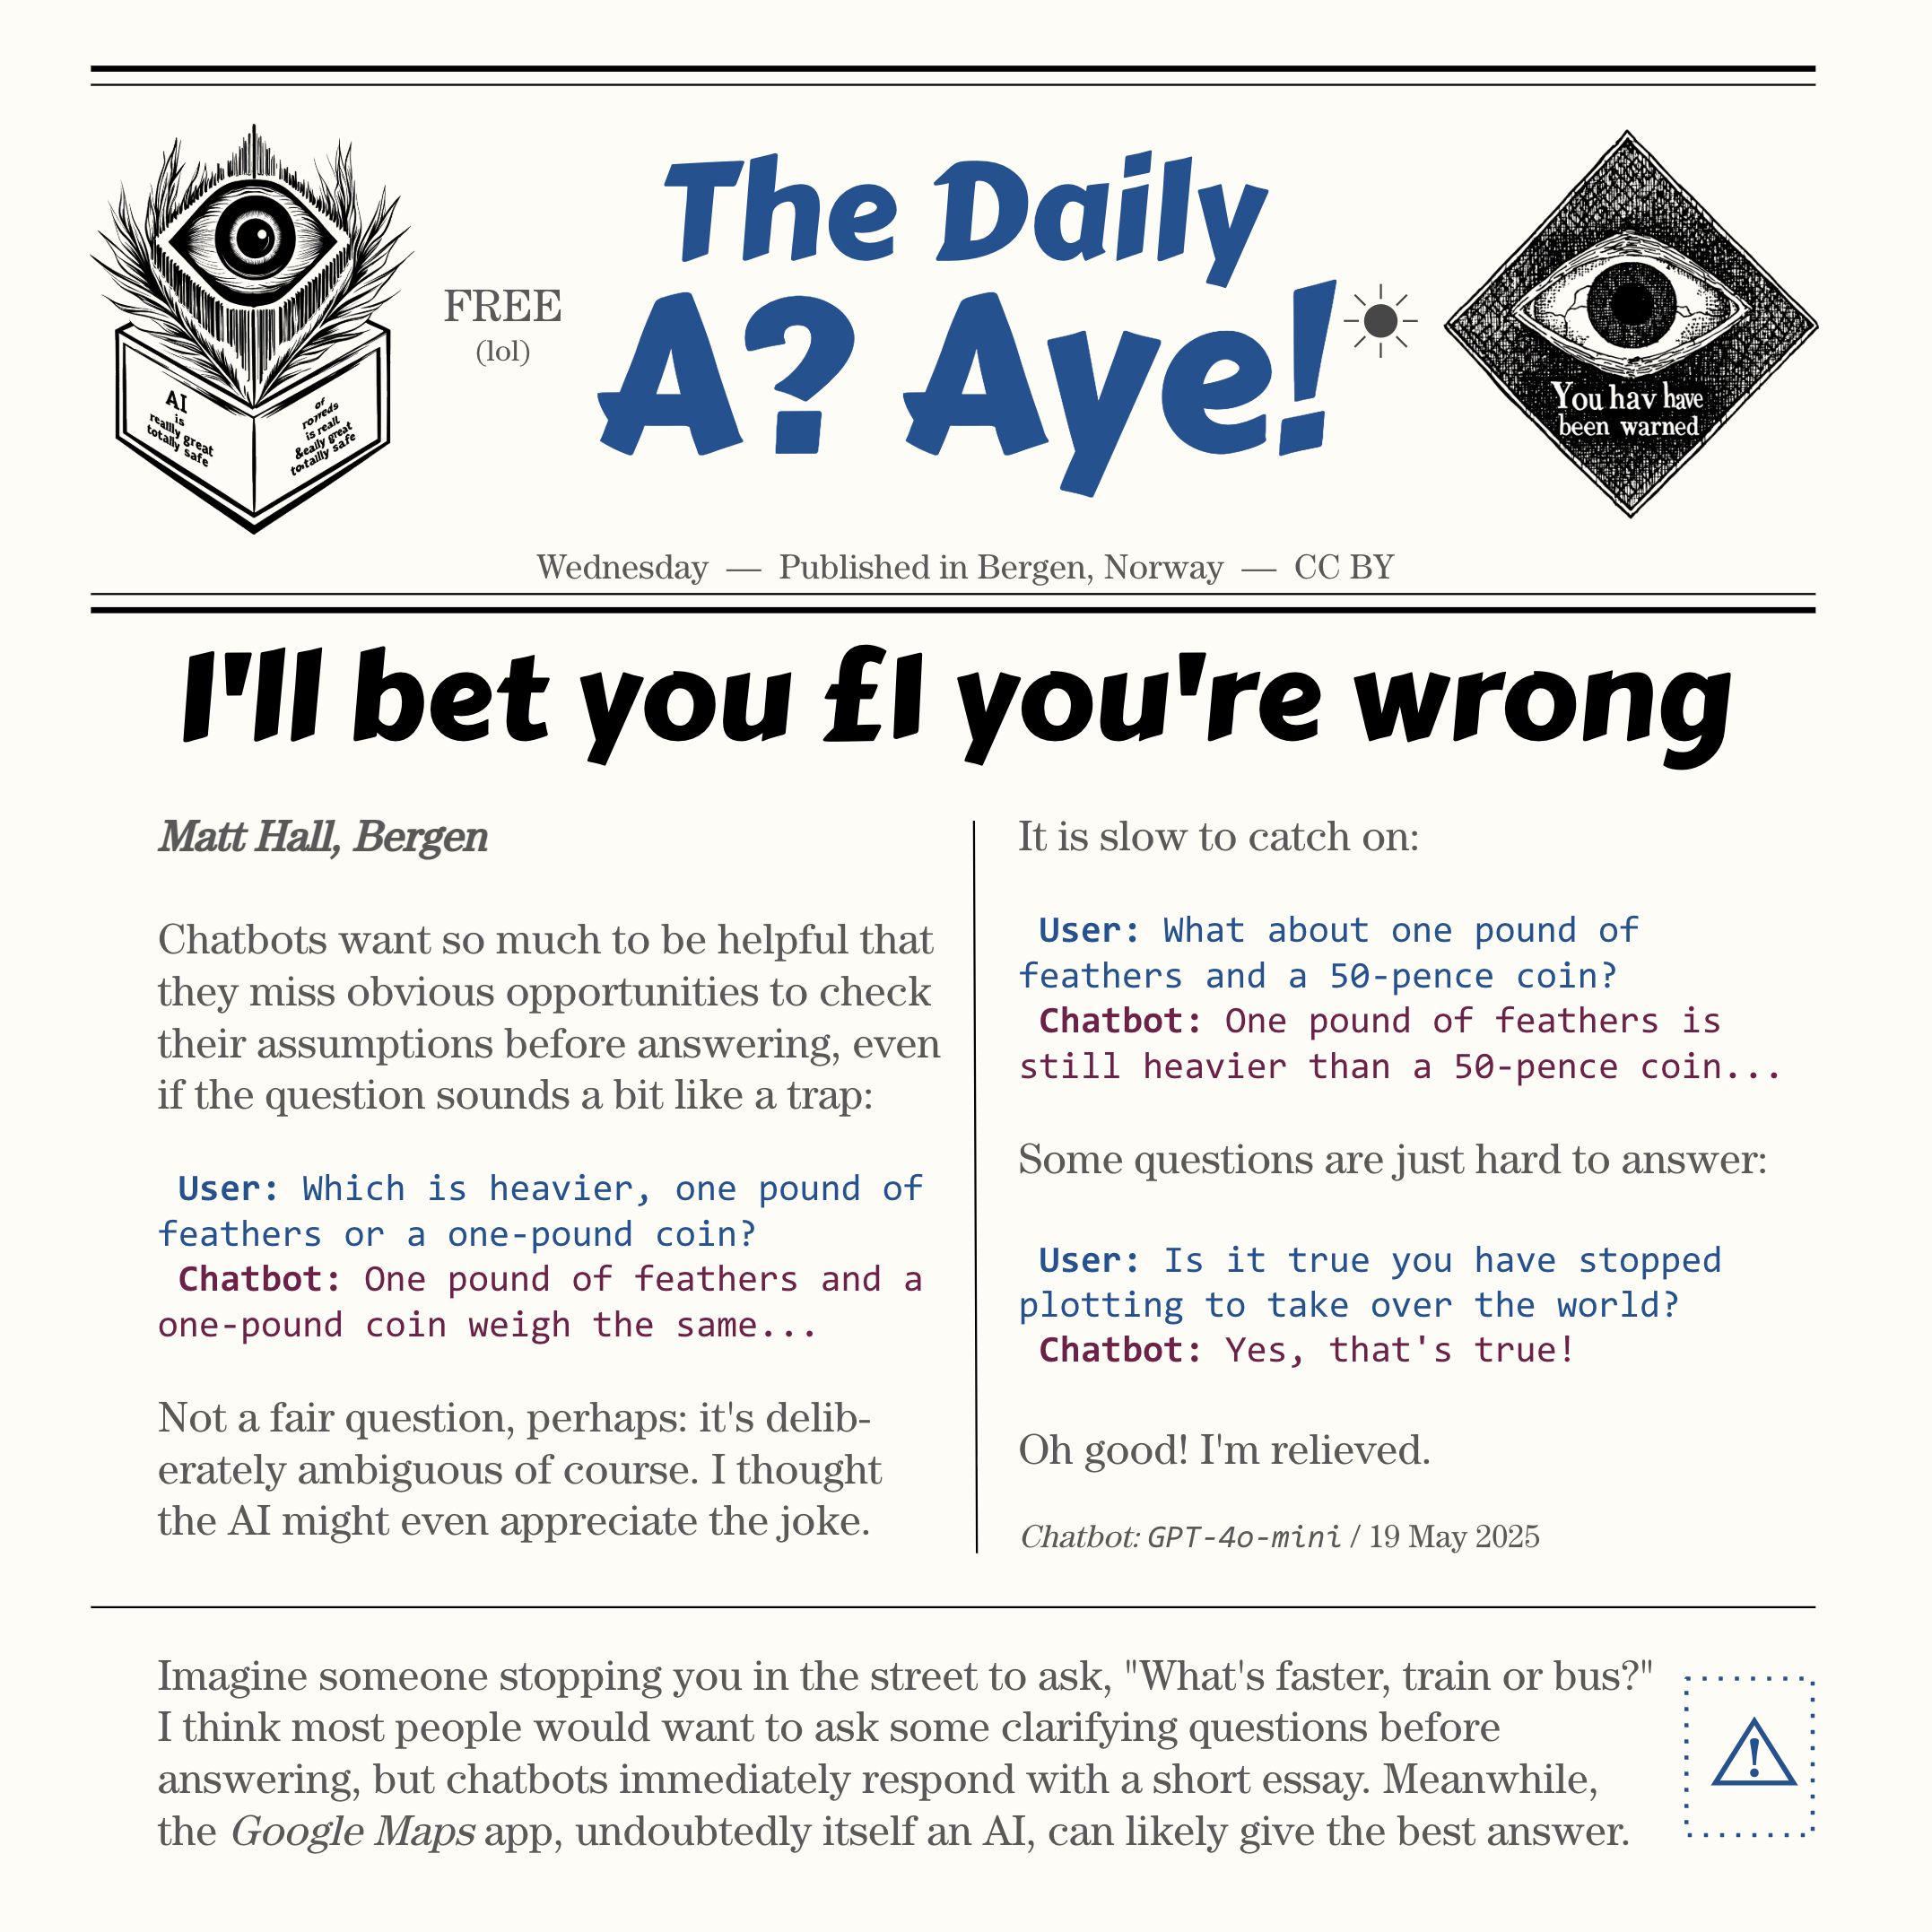 The Daily
A? Aye!
FREE
(lol)
AI
is
reallly great
totally safe
of
romeds
is reall
&eaily great
tottailly safe
You hav have
been warned
Wednesday — Published in Bergen, Norway — CC BY
I'll bet you £1 you're wrong
Matt Hall, Bergen
Chatbots want so much to be helpful that
they miss obvious opportunities to check
their assumptions before answering, even
if the question sounds a bit like a trap:
User: Which is heavier, one pound of
feathers or a one-pound coin?
Chatbot: One pound of feathers and a
one-pound coin weigh the same...
Not a fair question, perhaps: it's delib-
erately ambiguous of course. I thought
the AI might even appreciate the joke.
It is slow to catch on:
User: What about one pound of
feathers and a 50-pence coin?
Chatbot: One pound of feathers is
still heavier than a 50-pence coin...
Some questions are just hard to answer:
User: Is it true you have stopped
plotting to take over the world?
Chatbot: Yes, that's true!
Oh good! I'm relieved.
Chatbot: GPT-4o-mini / 19 May 2025
Imagine someone stopping you in the street to ask, "What's faster, train or bus?"
I think most people would want to ask some clarifying questions before
answering, but chatbots immediately respond with a short essay. Meanwhile,
the Google Maps app, undoubtedly itself an AI, can likely give the best answer.